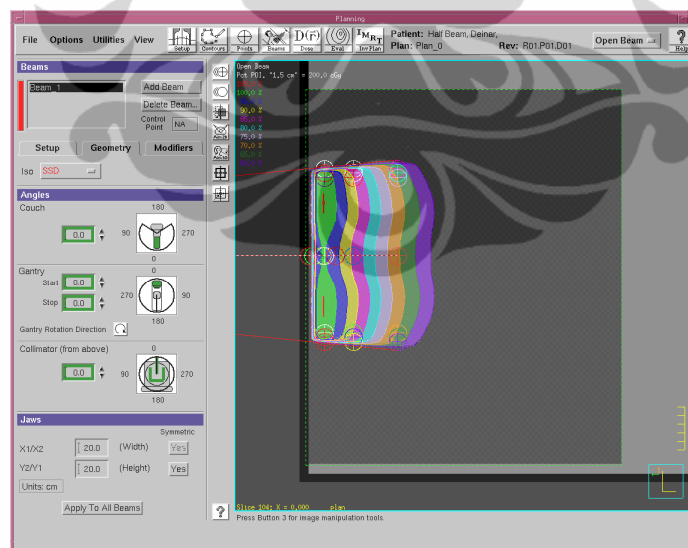 Planning
File Options Utilities View
Setup Contours Points Beams D(r) Dose Eval IMRT InvPlan
Patient: Half Beam, Deinar,
Plan: Plan_0 Rev: R01.P01.D01
Open Beam
? Help
Beams
Beam_1
Add Beam
Delete Beam...
Control Point NA
Setup Geometry Modifiers
Iso SSD
Angles
Couch 180
0.0 90 270
0
Gantry 0
Start 0.0 270 90
Stop 0.0
180
Gantry Rotation Direction
Collimator (from above) 0
0.0 90 270
180
Jaws
Symmetric
X1/X2 20.0 (Width) Yes
Y2/Y1 20.0 (Height) Yes
Units: cm
Apply To All Beams
Open Beam
Pct POI, "1,5 cm" = 200,0 cGy
100,0 %
90,0 %
85,0 %
80,0 %
75,0 %
70,0 %
Slice 104: X = 0,000 plan
? Press Button 3 for image manipulation tools.